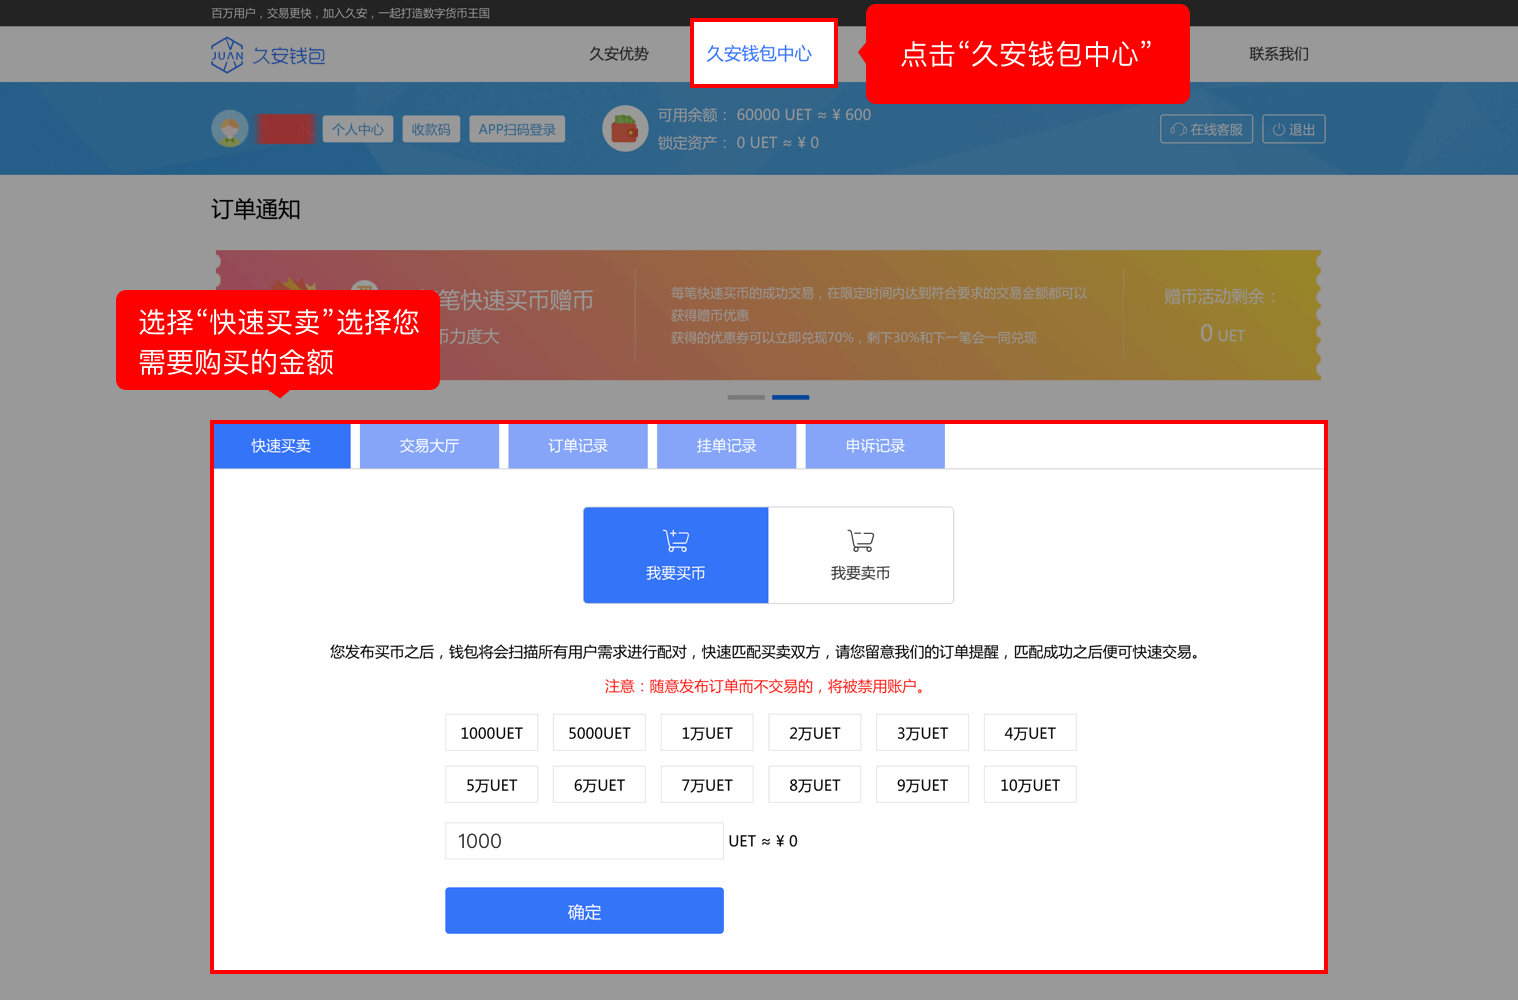 百万用户，交易更快，加入久安，一起打造数字货币王国
JUAN
久安钱包
久安优势
久安钱包中心
点击“久安钱包中心”
联系我们
个人中心
收款码
APP扫码登录
可用余额： 60000 UET ≈ ¥ 600
锁定资产： 0 UET ≈ ¥ 0
在线客服
退出
订单通知
笔快速买币赠币
币力度大
每笔快速买币的成功交易，在限定时间内达到符合要求的交易金额都可以
获得赠币优惠
获得的优惠券可以立即兑现70%，剩下30%和下一笔会一同兑现
赠币活动剩余：
0 UET
选择“快速买卖”选择您
需要购买的金额
快速买卖
交易大厅
订单记录
挂单记录
申诉记录
我要买币
我要卖币
您发布买币之后，钱包将会扫描所有用户需求进行配对，快速匹配买卖双方，请您留意我们的订单提醒，匹配成功之后便可快速交易。
注意：随意发布订单而不交易的，将被禁用账户。
1000UET
5000UET
1万UET
2万UET
3万UET
4万UET
5万UET
6万UET
7万UET
8万UET
9万UET
10万UET
1000
UET ≈ ¥ 0
确定